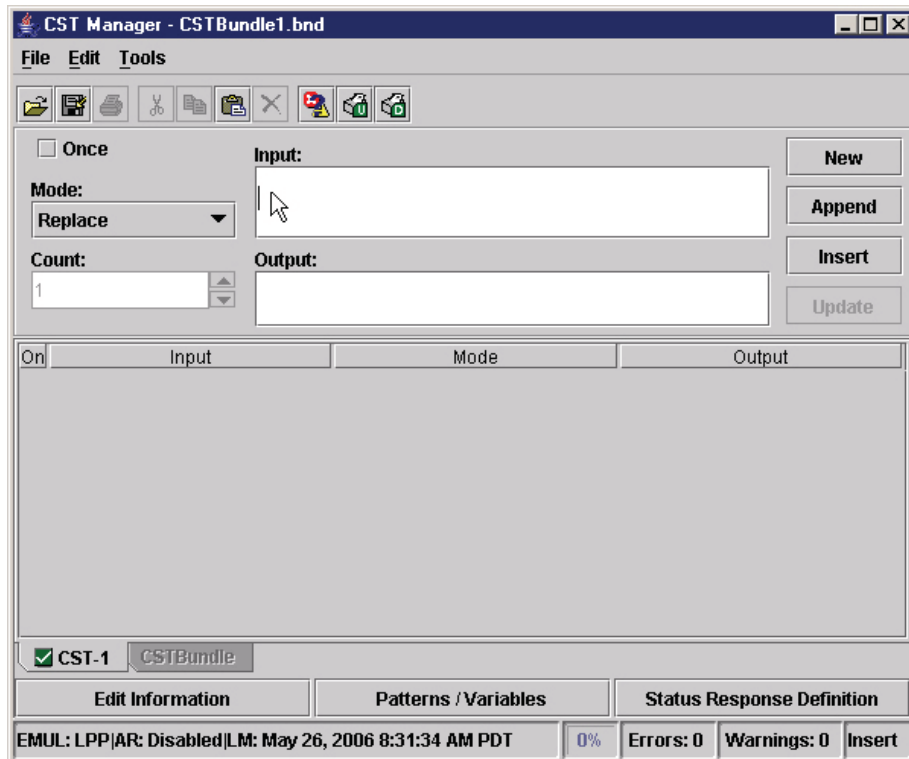 CST Manager - CSTBundle1.bnd
File Edit Tools
U D
Once
Input:
New
Mode:
Replace
Append
Count:
Output:
Insert
1
Update
On Input Mode Output
CST-1 CSTBundle
Edit Information Patterns / Variables Status Response Definition
EMUL: LPP|AR: Disabled|LM: May 26, 2006 8:31:34 AM PDT 0% Errors: 0 Warnings: 0 Insert